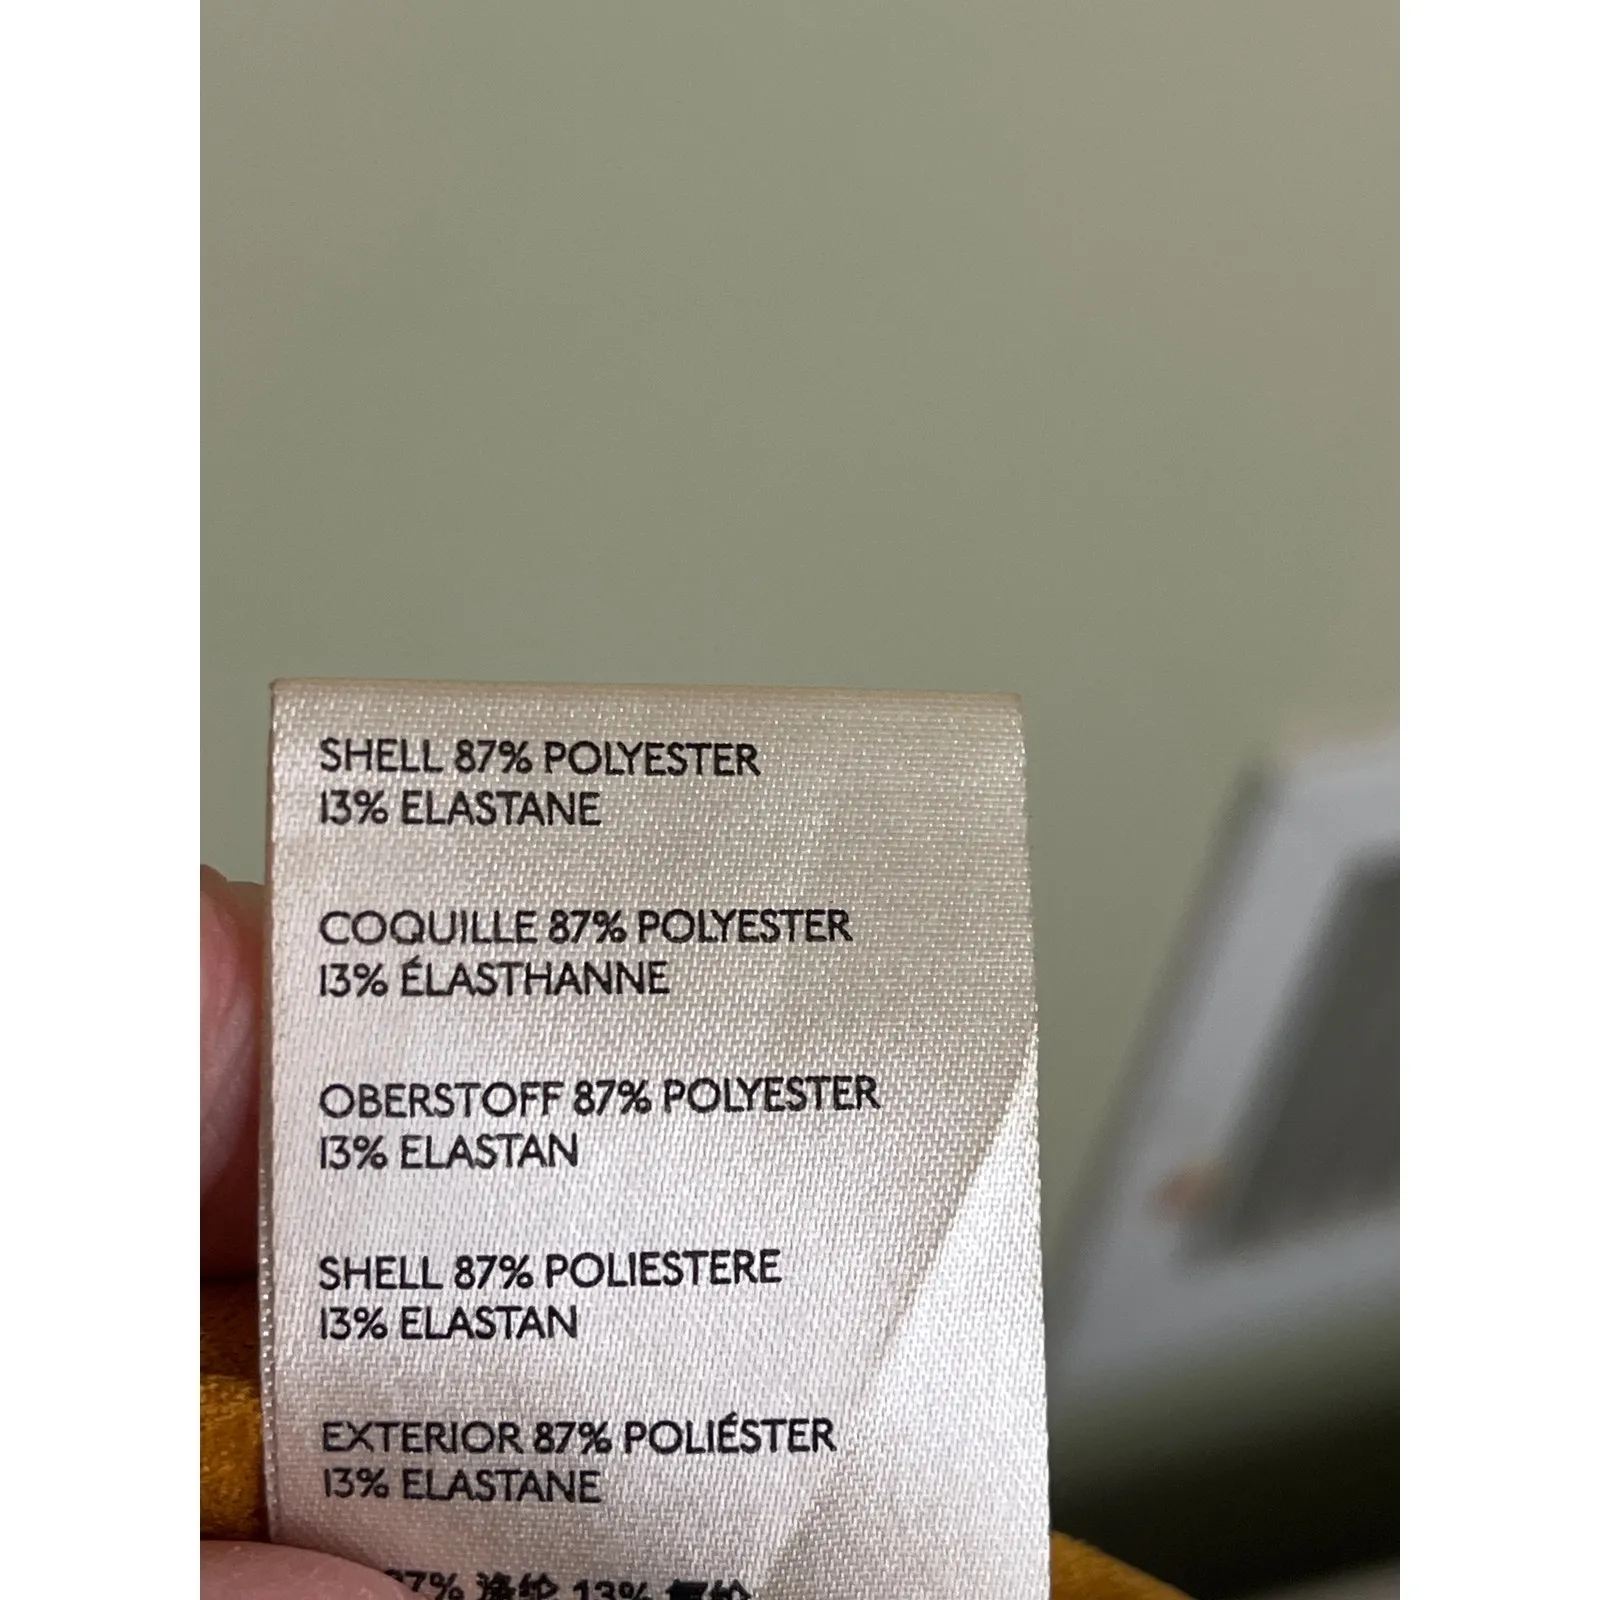 SHELL 87% POLYESTER
13% ELASTANE
COQUILLE 87% POLYESTER
13% ÉLASTHANNE
OBERSTOFF 87% POLYESTER
13% ELASTAN
SHELL 87% POLIESTERE
13% ELASTAN
EXTERIOR 87% POLIÉSTER
13% ELASTANE
13%